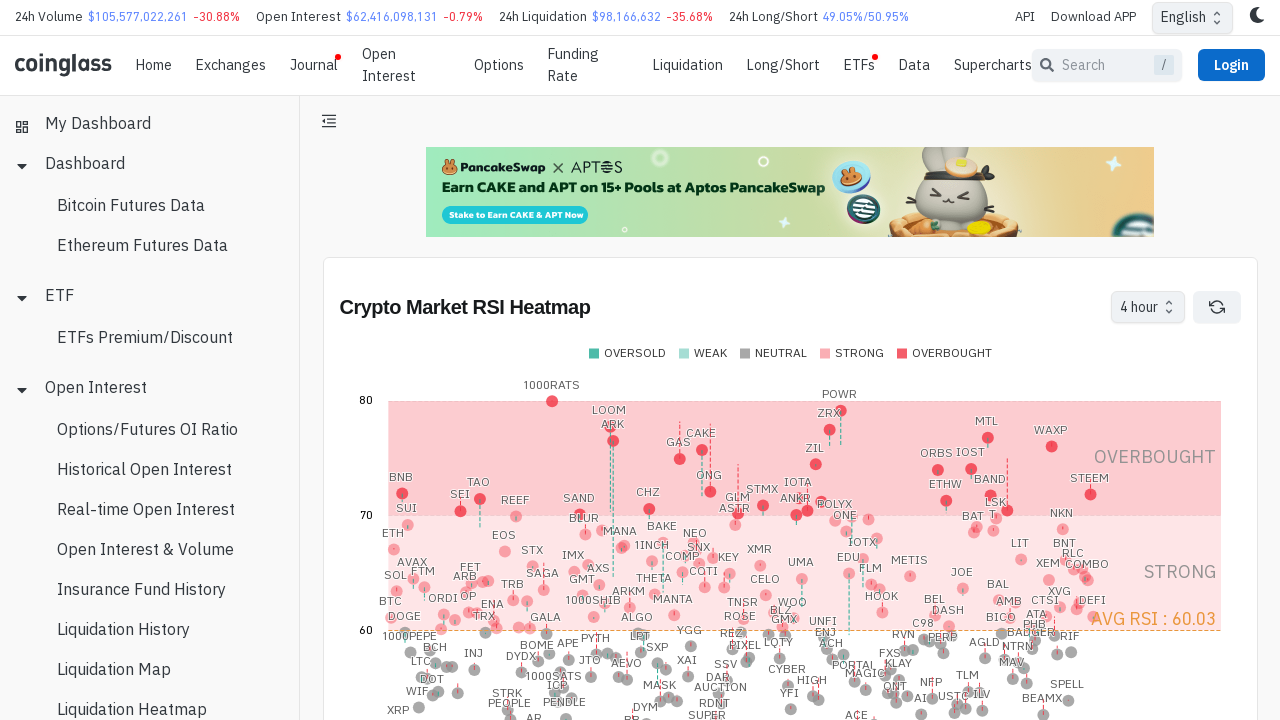 24h Volume $105,577,022,261 -30.88% Open Interest $62,416,098,131 -0.79% 24h Liquidation $98,166,632 -35.68% 24h Long/Short 49.05%/50.95% API Download APP English
coinglass Home Exchanges Journal Open Interest Options Funding Rate Liquidation Long/Short ETFs Data Supercharts Search / Login
My Dashboard
Dashboard
Bitcoin Futures Data
Ethereum Futures Data
ETF
ETFs Premium/Discount
Open Interest
Options/Futures OI Ratio
Historical Open Interest
Real-time Open Interest
Open Interest & Volume
Insurance Fund History
Liquidation History
Liquidation Map
Liquidation Heatmap
PancakeSwap X APTOS
Earn CAKE and APT on 15+ Pools at Aptos PancakeSwap
Stake to Earn CAKE & APT Now
Crypto Market RSI Heatmap
4 hour
OVERSOLD WEAK NEUTRAL STRONG OVERBOUGHT
1000RATS
POWR
80
LOOM
ZRX
ARK
MTL
WAXP
CAKE
GAS
ZIL
ORBS IOST
OVERBOUGHT
BNB
ONG
STEEM
TAO
IOTA
BAND
ETHW
SEI
CHZ
STMX
REEF
SAND
GLM
ANKR
SUI
ASTR
POLYX
LSK
70
BLUR
ONE
BAT
T
NKN
ETH
EOS
MANA
BAKE
NEO
IOTX
LIT
BNT
STX
1INCH
SNX
XMR
RLC
AVAX
IMX
COMP
KEY
UMA
EDU
METIS
XEM
COMBO
SOL
FTM
FET
ARB
SAGA
AXS
GMT
THETA
COTI
CELO
FLM
JOE
STRONG
TRB
BAL
ARKM
XVG
BTC
ORDI
OP
ENA
1000SHIB
MANTA
TNSR
WOO
HOOK
BEL
AMB
CTSI
DEFI
DOGE
TRX
GALA
ALGO
ROSE
BLZ
GMX
UNFI
C98
DASH
BICO
ATA
PHB
AVG RSI : 60.03
60
1000PEPE
BCH
BOME
APE
PYTH
LPT
YGG
REZ
ENJ
RVN
PERP
BADGER
RIF
SXP
PIXEL
LQTY
ACH
AGLD
NTRN
LTC
INJ
DYDX
JTO
AEVO
XAI
SSV
CYBER
PORTAL
FXS
KLAY
MAV
DOT
1000SATS
DAR
HIGH
MAGIC
TLM
WIF
STRK
ICP
MASK
AUCTION
YFI
QNT
NFP
SPELL
XRP
PEOPLE
PENDLE
DYM
RDNT
AI
USTC
ILV
BEAMX
AR
SUPER